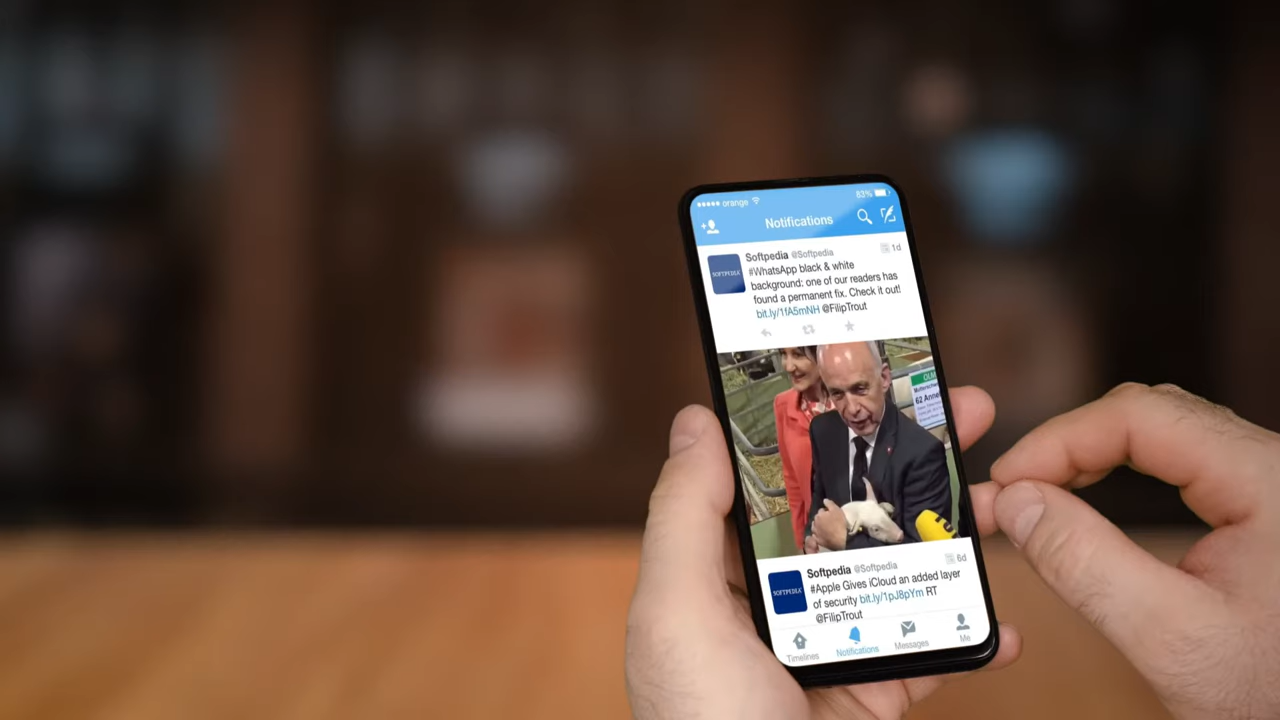 orange
83%
Notifications
Softpedia @Softpedia
1d
SOFTPEDIA
#WhatsApp black & white
background: one of our readers has
found a permanent fix. Check it out!
bit.ly/1fA5mNH @FilipTrout
62 Anne
Softpedia @Softpedia
6d
SOFTPEDIA
#Apple Gives iCloud an added layer
of security bit.ly/1pJ8pYm RT
@FilipTrout
Timelines
Notifications
Messages
Me